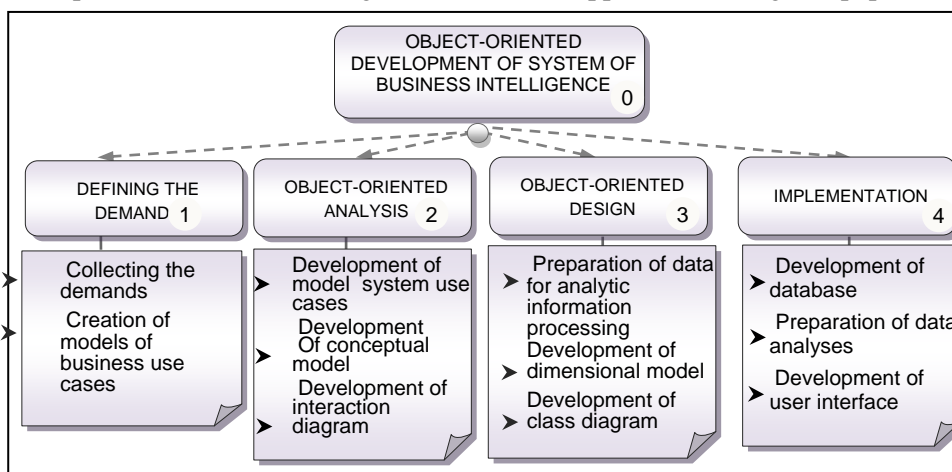 OBJECT-ORIENTED
DEVELOPMENT OF SYSTEM OF
BUSINESS INTELLIGENCE
0
DEFINING THE
DEMAND 1
Collecting the
demands
Creation of
models of
business use
cases
OBJECT-ORIENTED
ANALYSIS 2
Development of
model system use
cases
Development
Of conceptual
model
Development of
interaction
diagram
OBJECT-ORIENTED
DESIGN 3
Preparation of data
for analytic
information
processing
Development of
dimensional model
Development of
class diagram
IMPLEMENTATION
4
Development of
database
Preparation of data
analyses
Development of
user interface